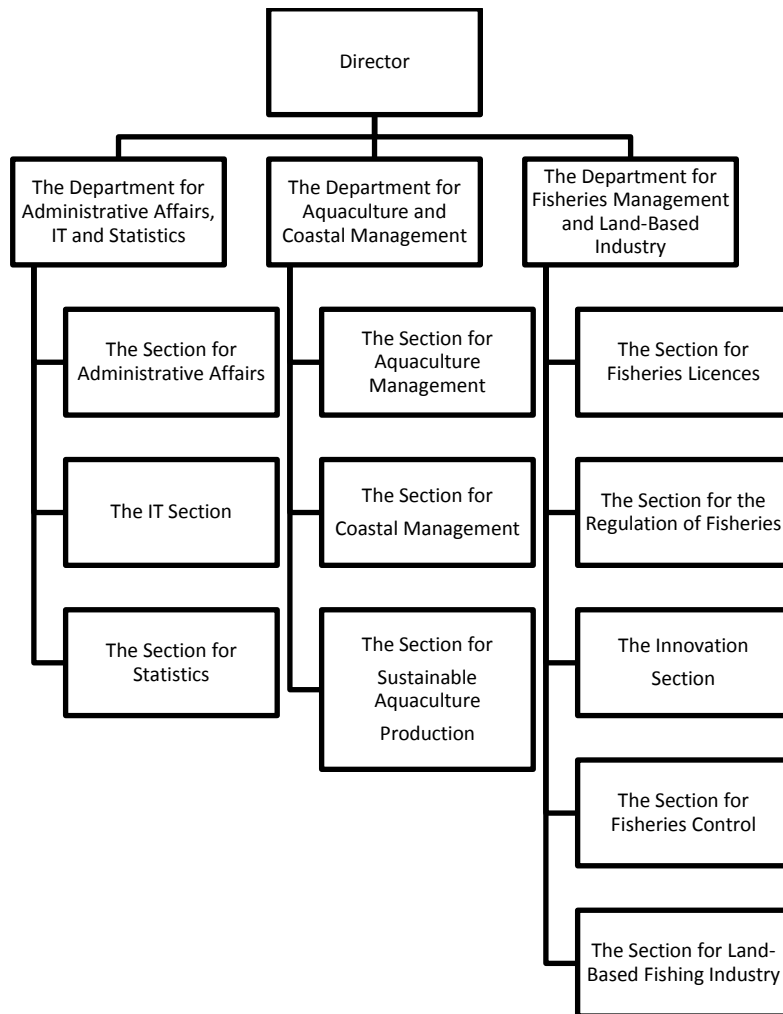 Director
The Department for
Administrative Affairs,
IT and Statistics
The Department for
Aquaculture and
Coastal Management
The Department for
Fisheries Management
and Land-Based
Industry
The Section for
Administrative Affairs
The IT Section
The Section for
Statistics
The Section for
Aquaculture
Management
The Section for
Coastal Management
The Section for
Sustainable
Aquaculture
Production
The Section for
Fisheries Licences
The Section for the
Regulation of Fisheries
The Innovation
Section
The Section for
Fisheries Control
The Section for Land-
Based Fishing Industry